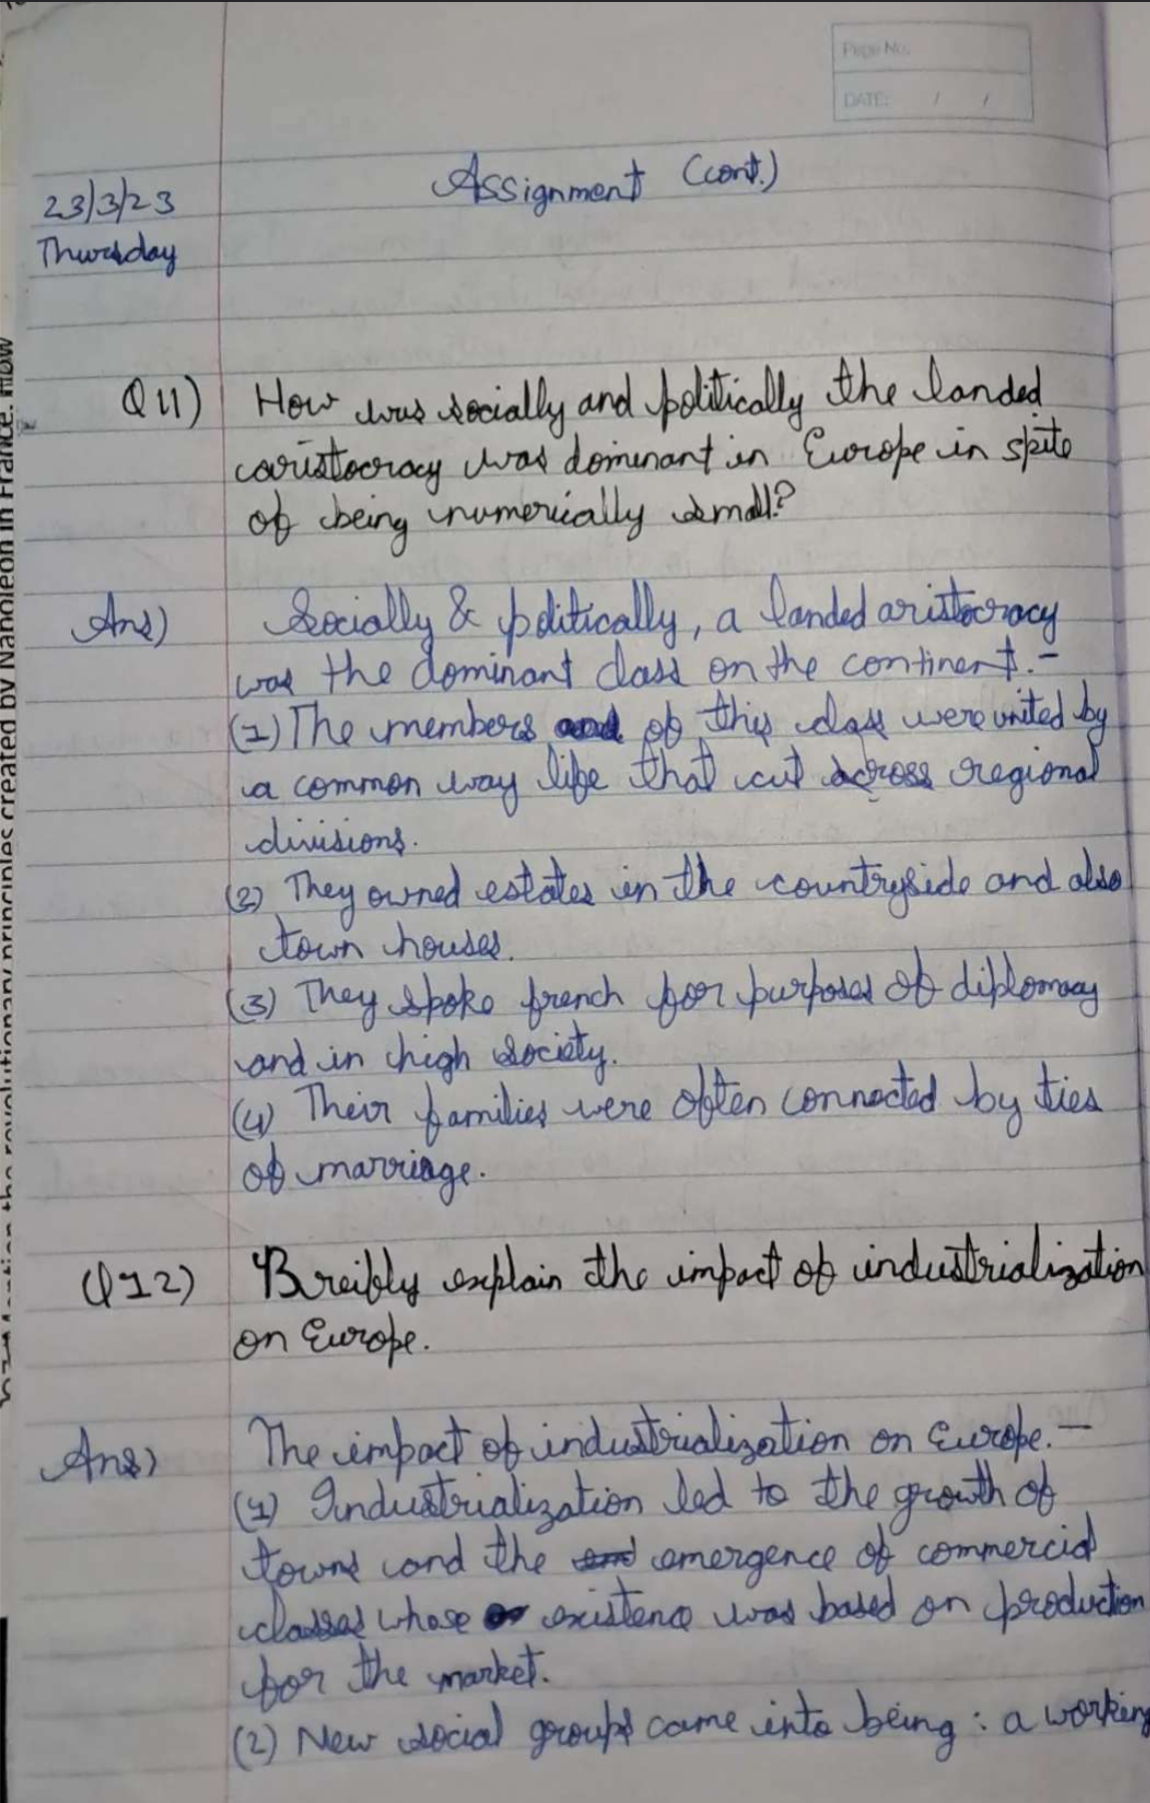 Page No.
DATE: / /
Assignment (cont.)
23/3/23
Thursday
Q11) How was socially and politically the landed
aristocracy was dominant in Europe in spite
of being numerically small?
Ans) Socially & politically, a landed aristocracy
was the dominant class on the continent.-
(1) The members of this class were united by
a common way life that cut across regional
divisions.
(2) They owned estates in the countryside and also
town houses.
(3) They spoke french for purposes of diplomacy
and in high society.
(4) Their families were often connected by ties
of marriage.
Q12) Breifly explain the impact of industrialization
on Europe.
Ans) The impact of industrialization on Europe.-
(1) Industrialization led to the growth of
towns and the emergence of commercial
classes whose existence was based on production
for the market.
(2) New social groups came into being : a working
the revolutionary principles created by Napoleon in France. How